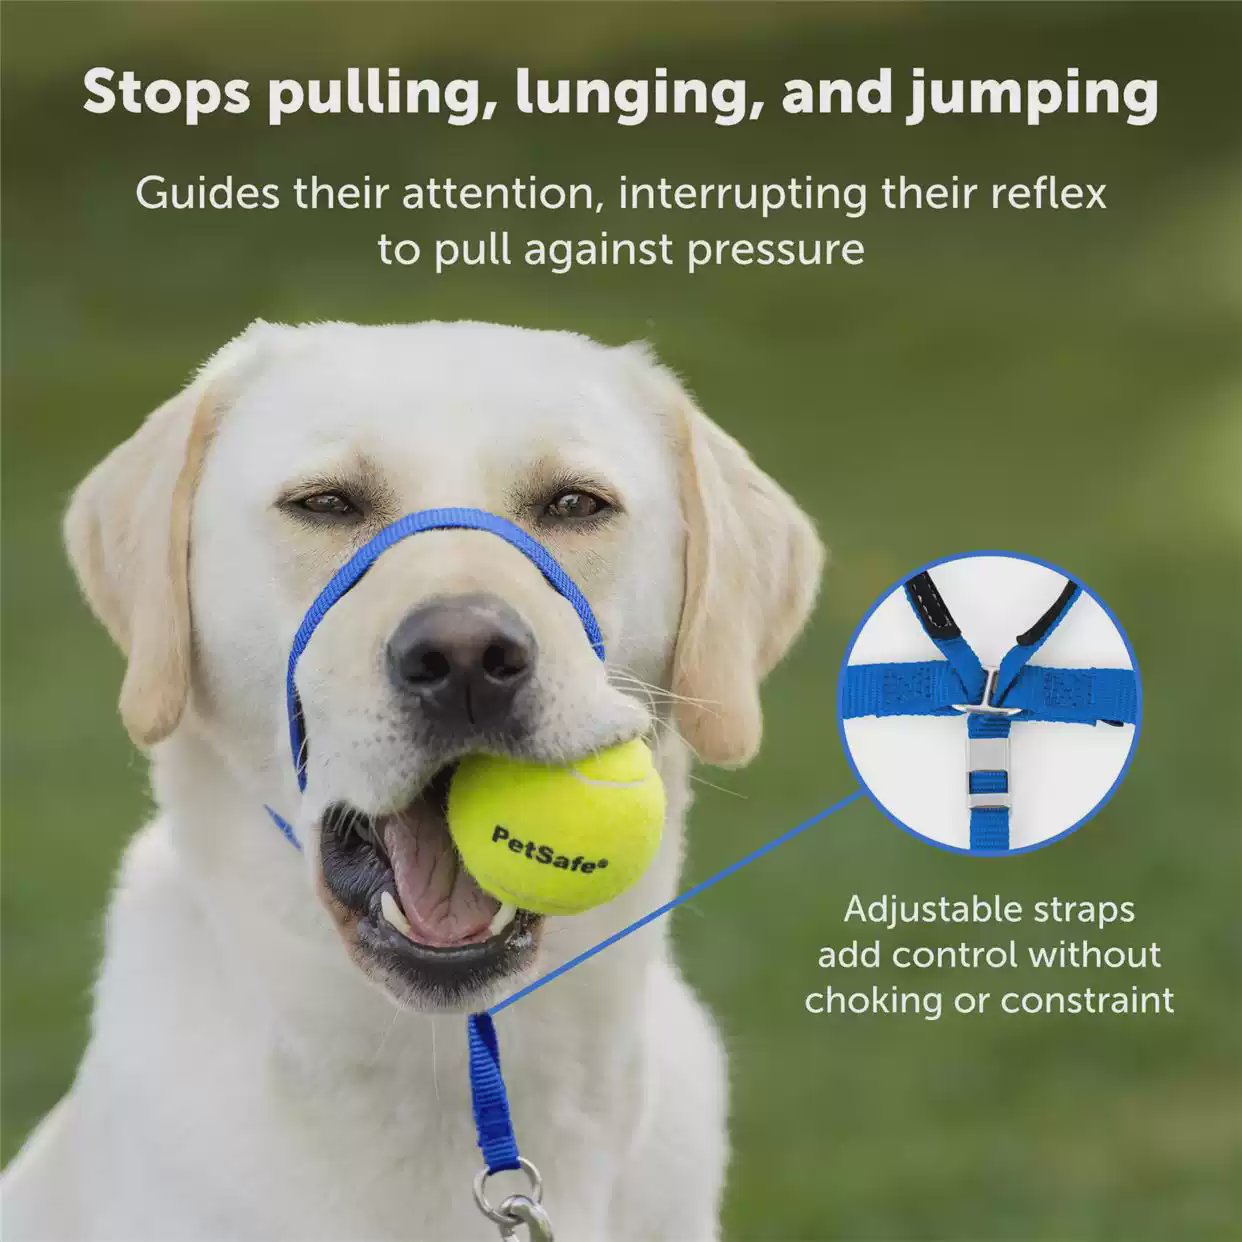 Stops pulling, lunging, and jumping
Guides their attention, interrupting their reflex
to pull against pressure
PetSafe®
Adjustable straps
add control without
choking or constraint